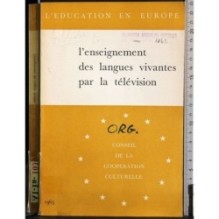 L'ÉDUCATION EN EUROPE
l'enseignement
des langues vivantes
par la télévision
ORG.
CONSEIL
DE LA
COOPÉRATION
CULTURELLE